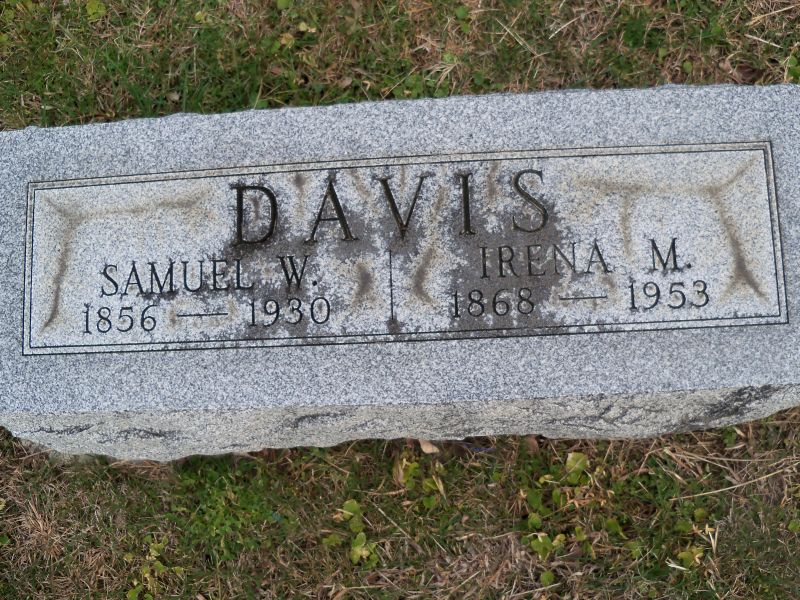 DAVIS
SAMUEL W. IRENA M.
1856 — 1930 1868 — 1953